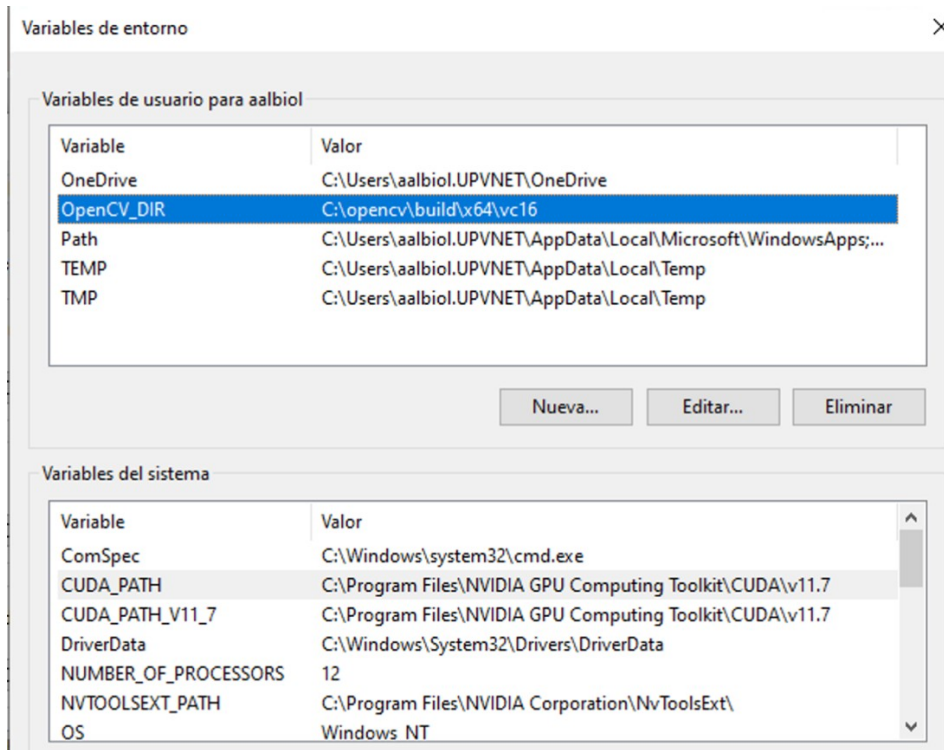 Variables de entorno
Variables de usuario para aalbiol
Variable Valor
OneDrive C:\Users\aalbiol.UPVNET\OneDrive
OpenCV_DIR C:\opencv\build\x64\vc16
Path C:\Users\aalbiol.UPVNET\AppData\Local\Microsoft\WindowsApps;...
TEMP C:\Users\aalbiol.UPVNET\AppData\Local\Temp
TMP C:\Users\aalbiol.UPVNET\AppData\Local\Temp
Nueva... Editar... Eliminar
Variables del sistema
Variable Valor
ComSpec C:\Windows\system32\cmd.exe
CUDA_PATH C:\Program Files\NVIDIA GPU Computing Toolkit\CUDA\v11.7
CUDA_PATH_V11_7 C:\Program Files\NVIDIA GPU Computing Toolkit\CUDA\v11.7
DriverData C:\Windows\System32\Drivers\DriverData
NUMBER_OF_PROCESSORS 12
NVTOOLSEXT_PATH C:\Program Files\NVIDIA Corporation\NvToolsExt\
OS Windows_NT